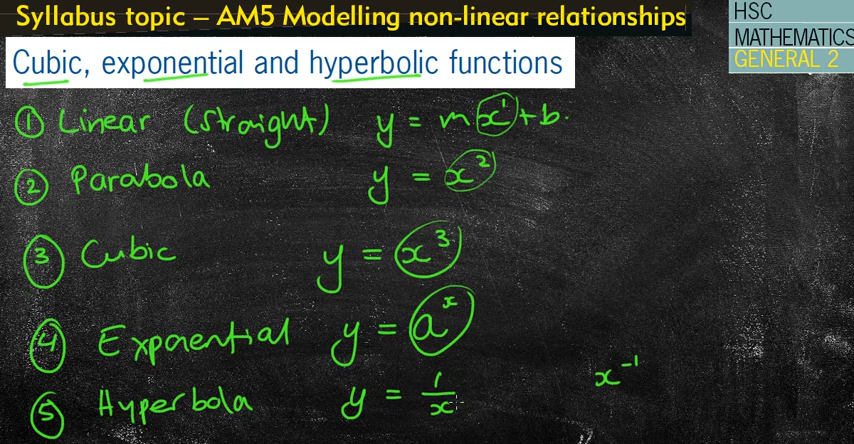 Syllabus topic – AM5 Modelling non-linear relationships
HSC
MATHEMATICS
GENERAL 2
Cubic, exponential and hyperbolic functions
① Linear (straight) y = mx¹ + b.
② Parabola y = x²
③ Cubic y = x³
④ Expnential y = aˣ
⑤ Hyperbola y = 1/x x⁻¹